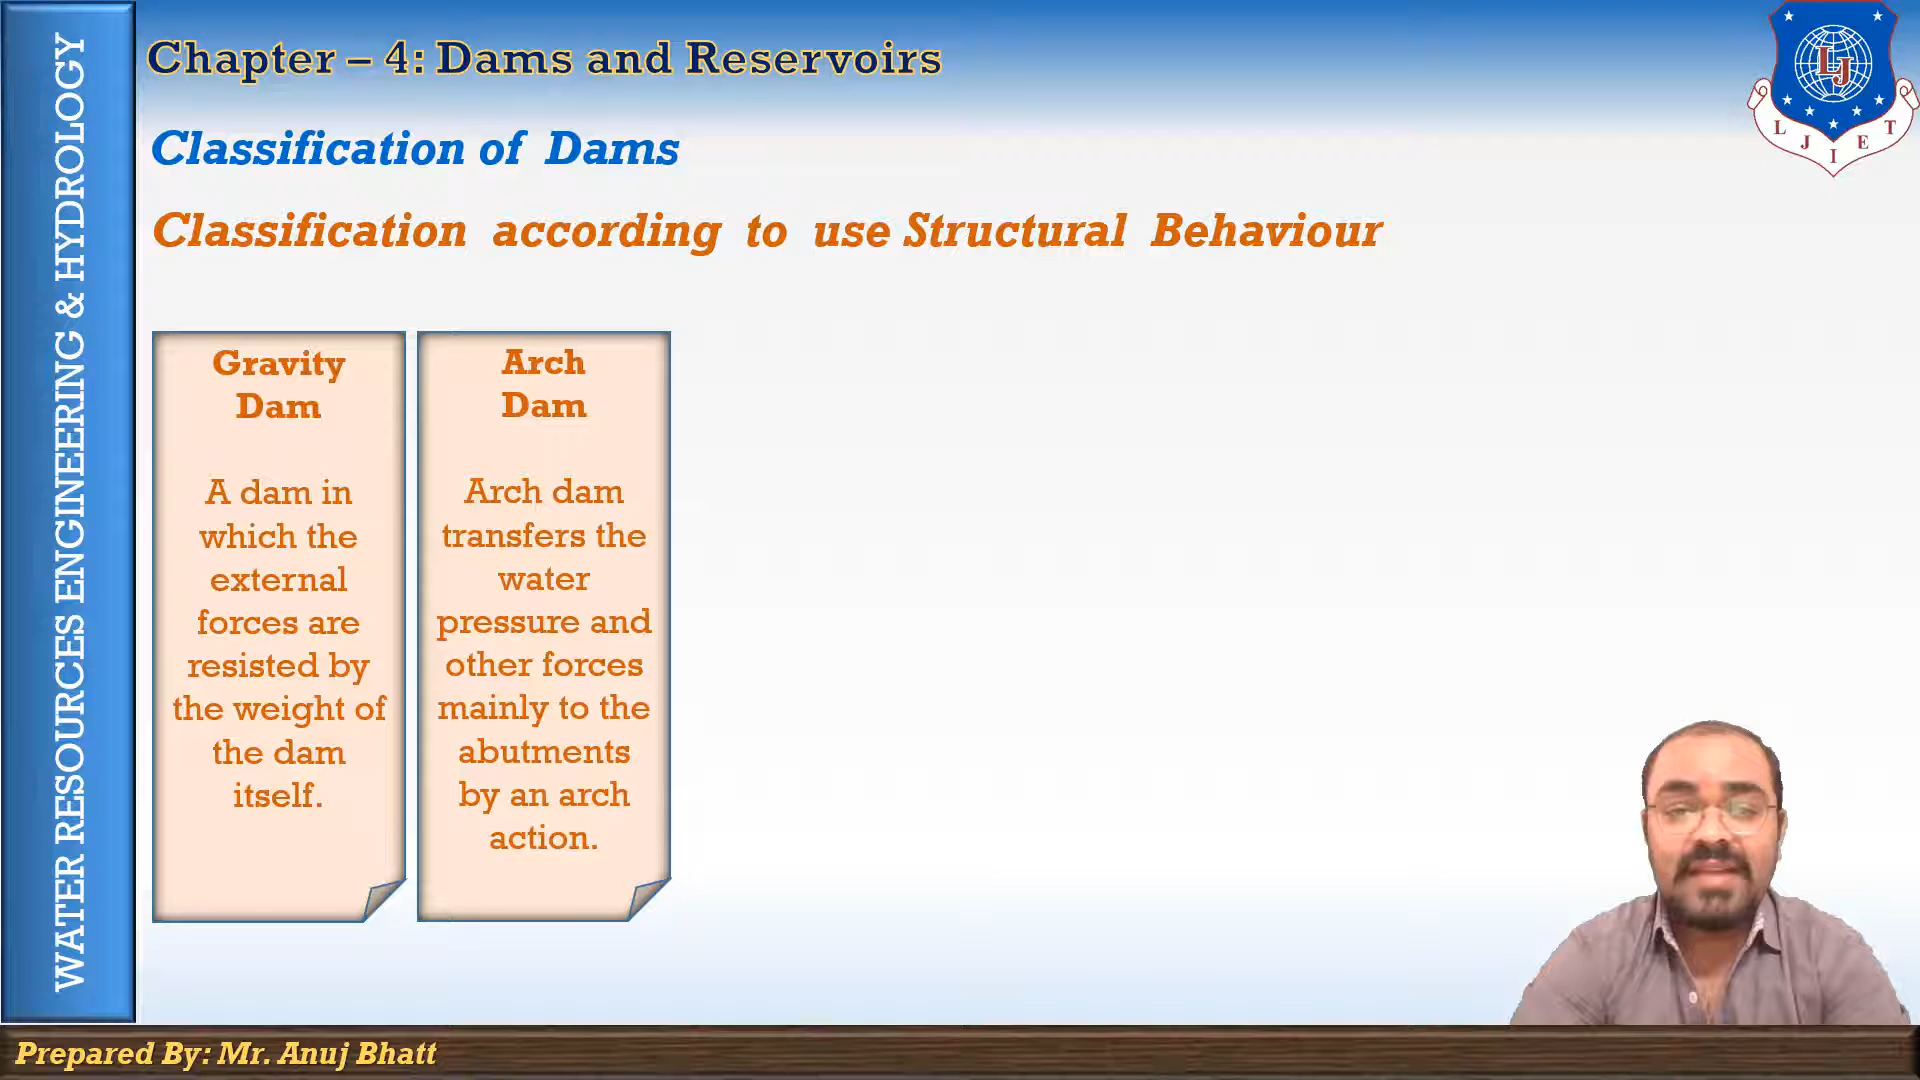 WATER RESOURCES ENGINEERING & HYDROLOGY
Chapter – 4: Dams and Reservoirs
Classification of Dams
Classification according to use Structural Behaviour
Gravity
Dam
A dam in
which the
external
forces are
resisted by
the weight of
the dam
itself.
Arch
Dam
Arch dam
transfers the
water
pressure and
other forces
mainly to the
abutments
by an arch
action.
LJ
L J I E T
Prepared By: Mr. Anuj Bhatt